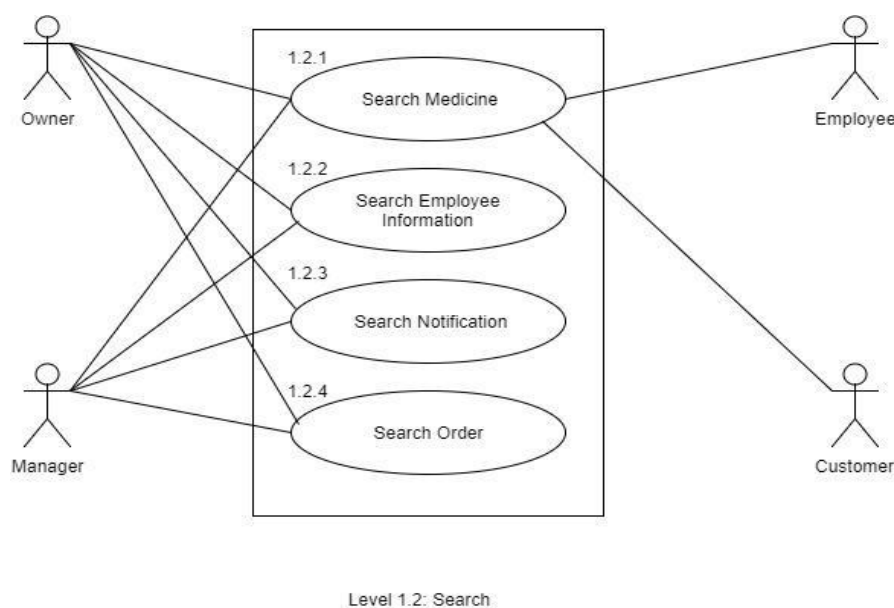 1.2.1
Search Medicine
Owner
Employee
1.2.2
Search Employee
Information
1.2.3
Search Notification
1.2.4
Search Order
Manager
Customer
Level 1.2: Search